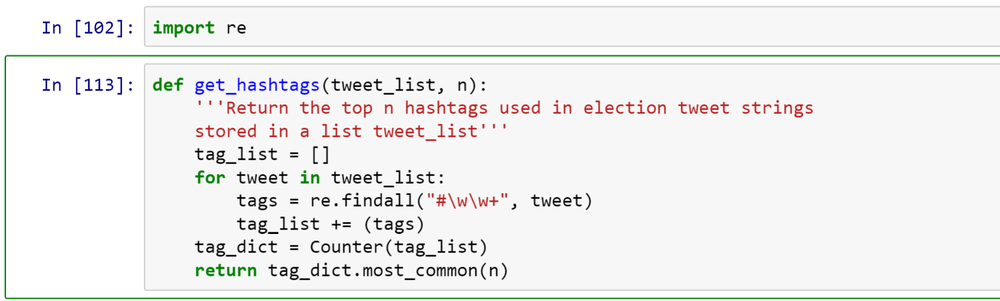 In [102]: import re
In [113]: def get_hashtags(tweet_list, n):
    '''Return the top n hashtags used in election tweet strings
    stored in a list tweet_list'''
    tag_list = []
    for tweet in tweet_list:
        tags = re.findall("#\w\w+", tweet)
        tag_list += (tags)
    tag_dict = Counter(tag_list)
    return tag_dict.most_common(n)